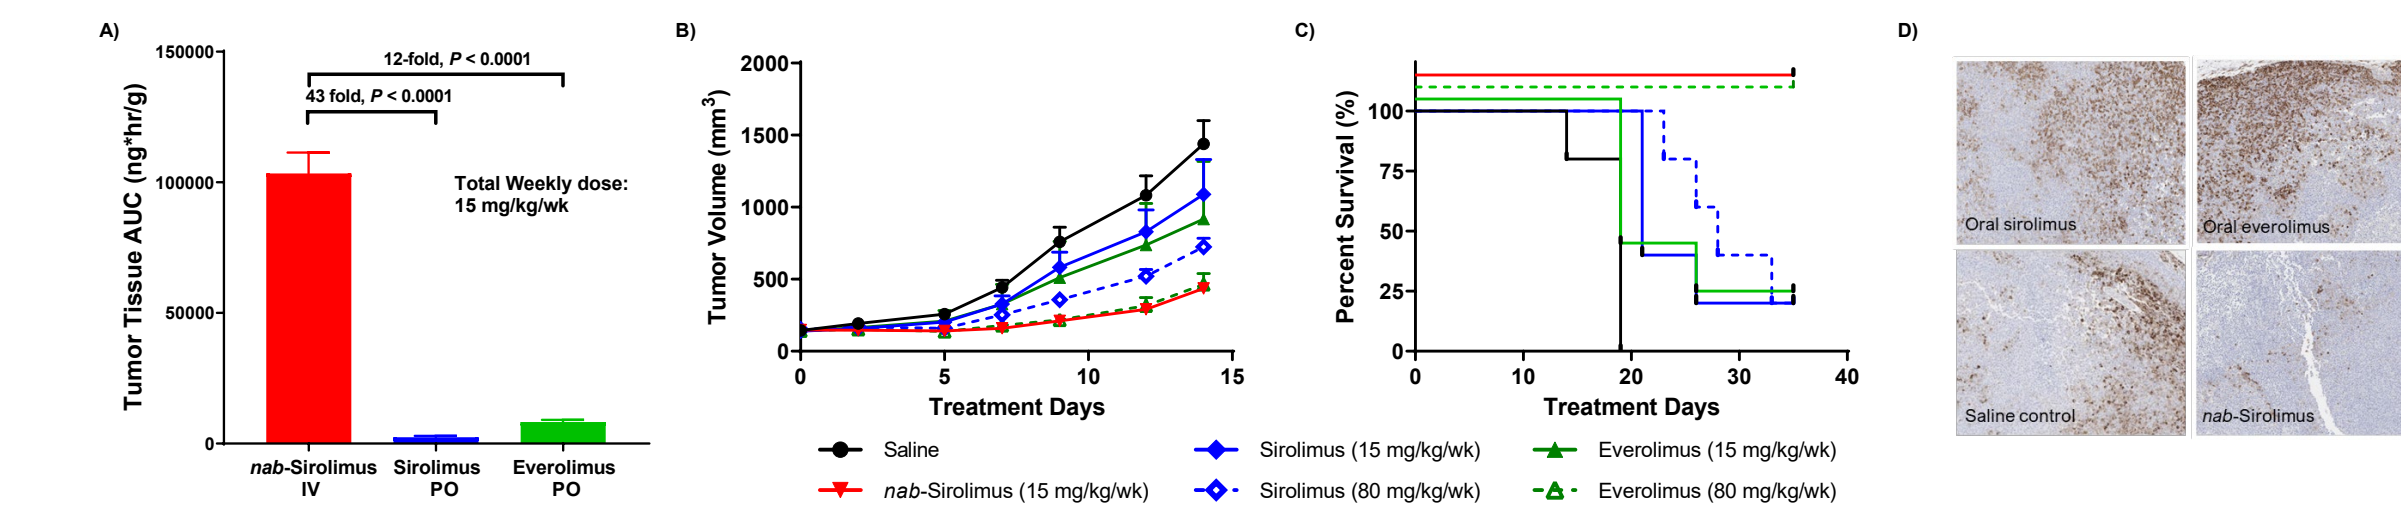 A)
Tumor Tissue AUC (ng*hr/g)
150000
100000
50000
0
12-fold, P < 0.0001
43 fold, P < 0.0001
Total Weekly dose:
15 mg/kg/wk
nab-Sirolimus
IV
Sirolimus
PO
Everolimus
PO
B)
Tumor Volume (mm³)
2000
1500
1000
500
0
0 5 10 15
Treatment Days
C)
Percent Survival (%)
100
75
50
25
0
0 10 20 30 40
Treatment Days
Saline
Sirolimus (15 mg/kg/wk)
Everolimus (15 mg/kg/wk)
nab-Sirolimus (15 mg/kg/wk)
Sirolimus (80 mg/kg/wk)
Everolimus (80 mg/kg/wk)
D)
Oral sirolimus
Oral everolimus
Saline control
nab-Sirolimus